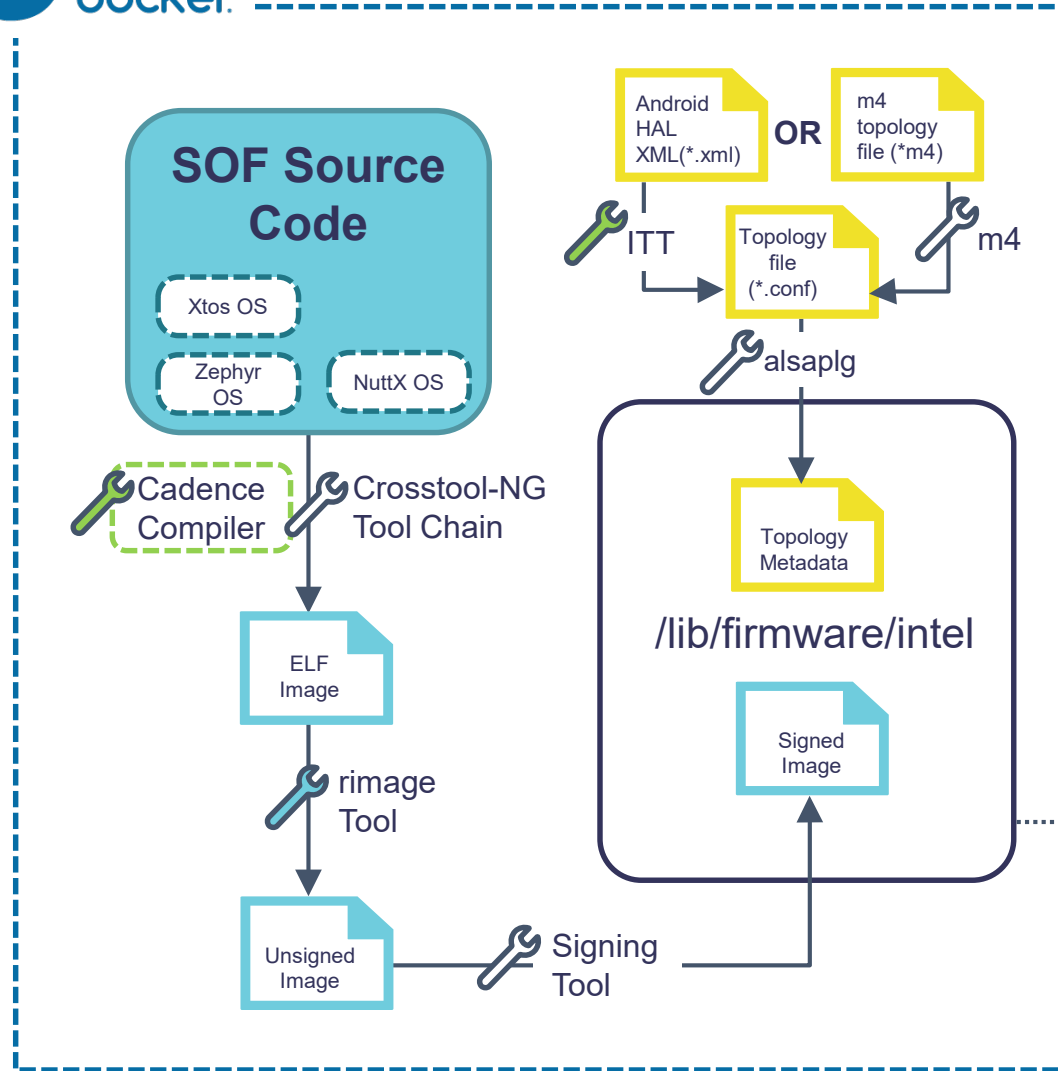 docker.
Android
HAL
XML(*.xml)
OR
m4
topology
file (*m4)
SOF Source
Code
Xtos OS
Zephyr
OS
NuttX OS
ITT
Topology
file
(*.conf)
m4
alsaplg
Cadence
Compiler
Crosstool-NG
Tool Chain
Topology
Metadata
/lib/firmware/intel
ELF
Image
Signed
Image
rimage
Tool
Unsigned
Image
Signing
Tool